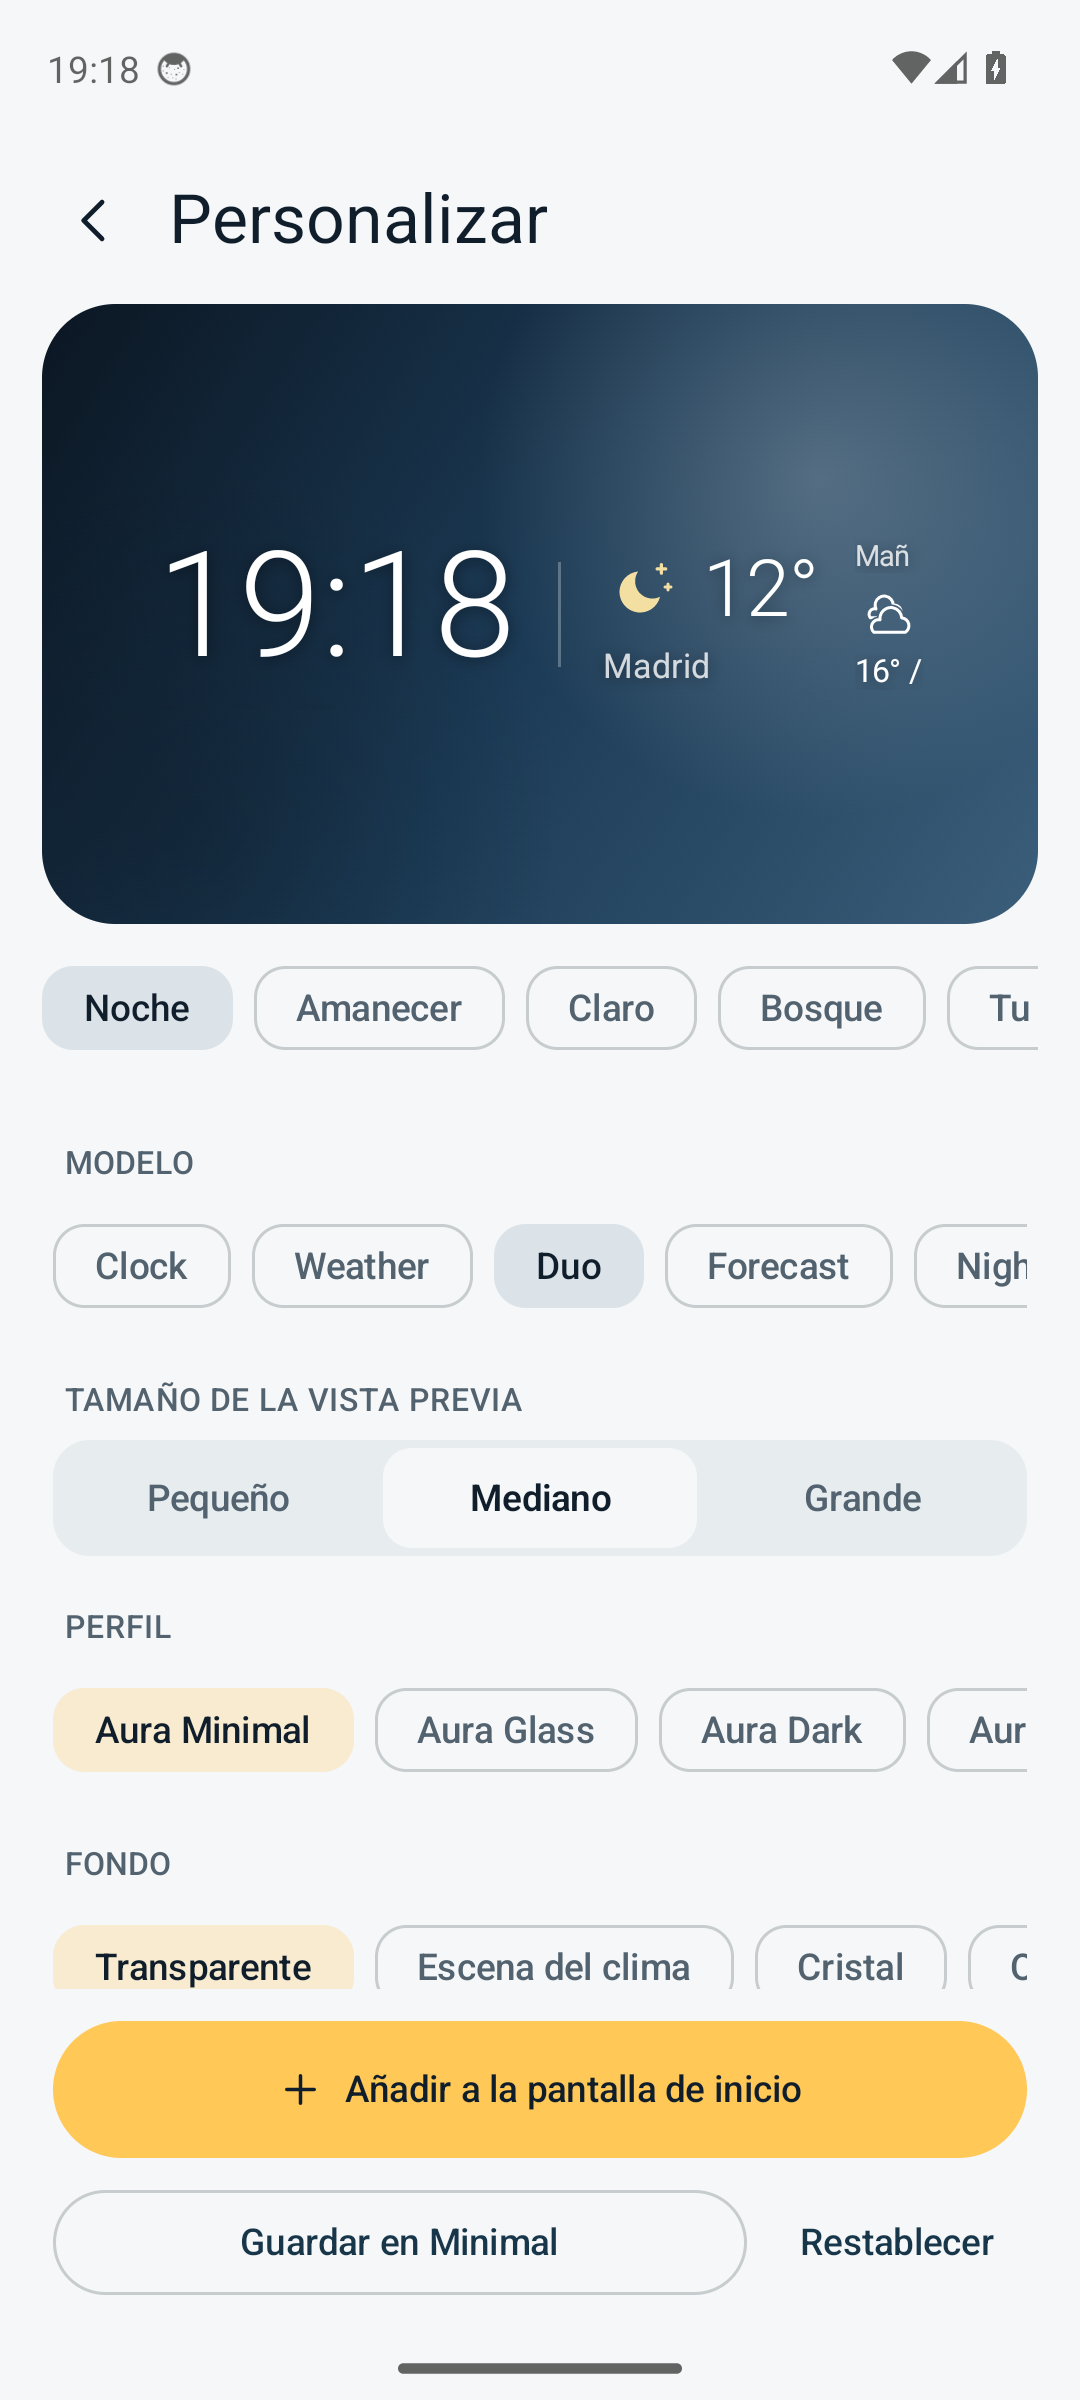 19:18
Personalizar
19:18
12°
Madrid
Mañ
16° /
Noche
Amanecer
Claro
Bosque
Tu
MODELO
Clock
Weather
Duo
Forecast
Nigh
TAMAÑO DE LA VISTA PREVIA
Pequeño
Mediano
Grande
PERFIL
Aura Minimal
Aura Glass
Aura Dark
Aur
FONDO
Transparente
Escena del clima
Cristal
+ Añadir a la pantalla de inicio
Guardar en Minimal
Restablecer